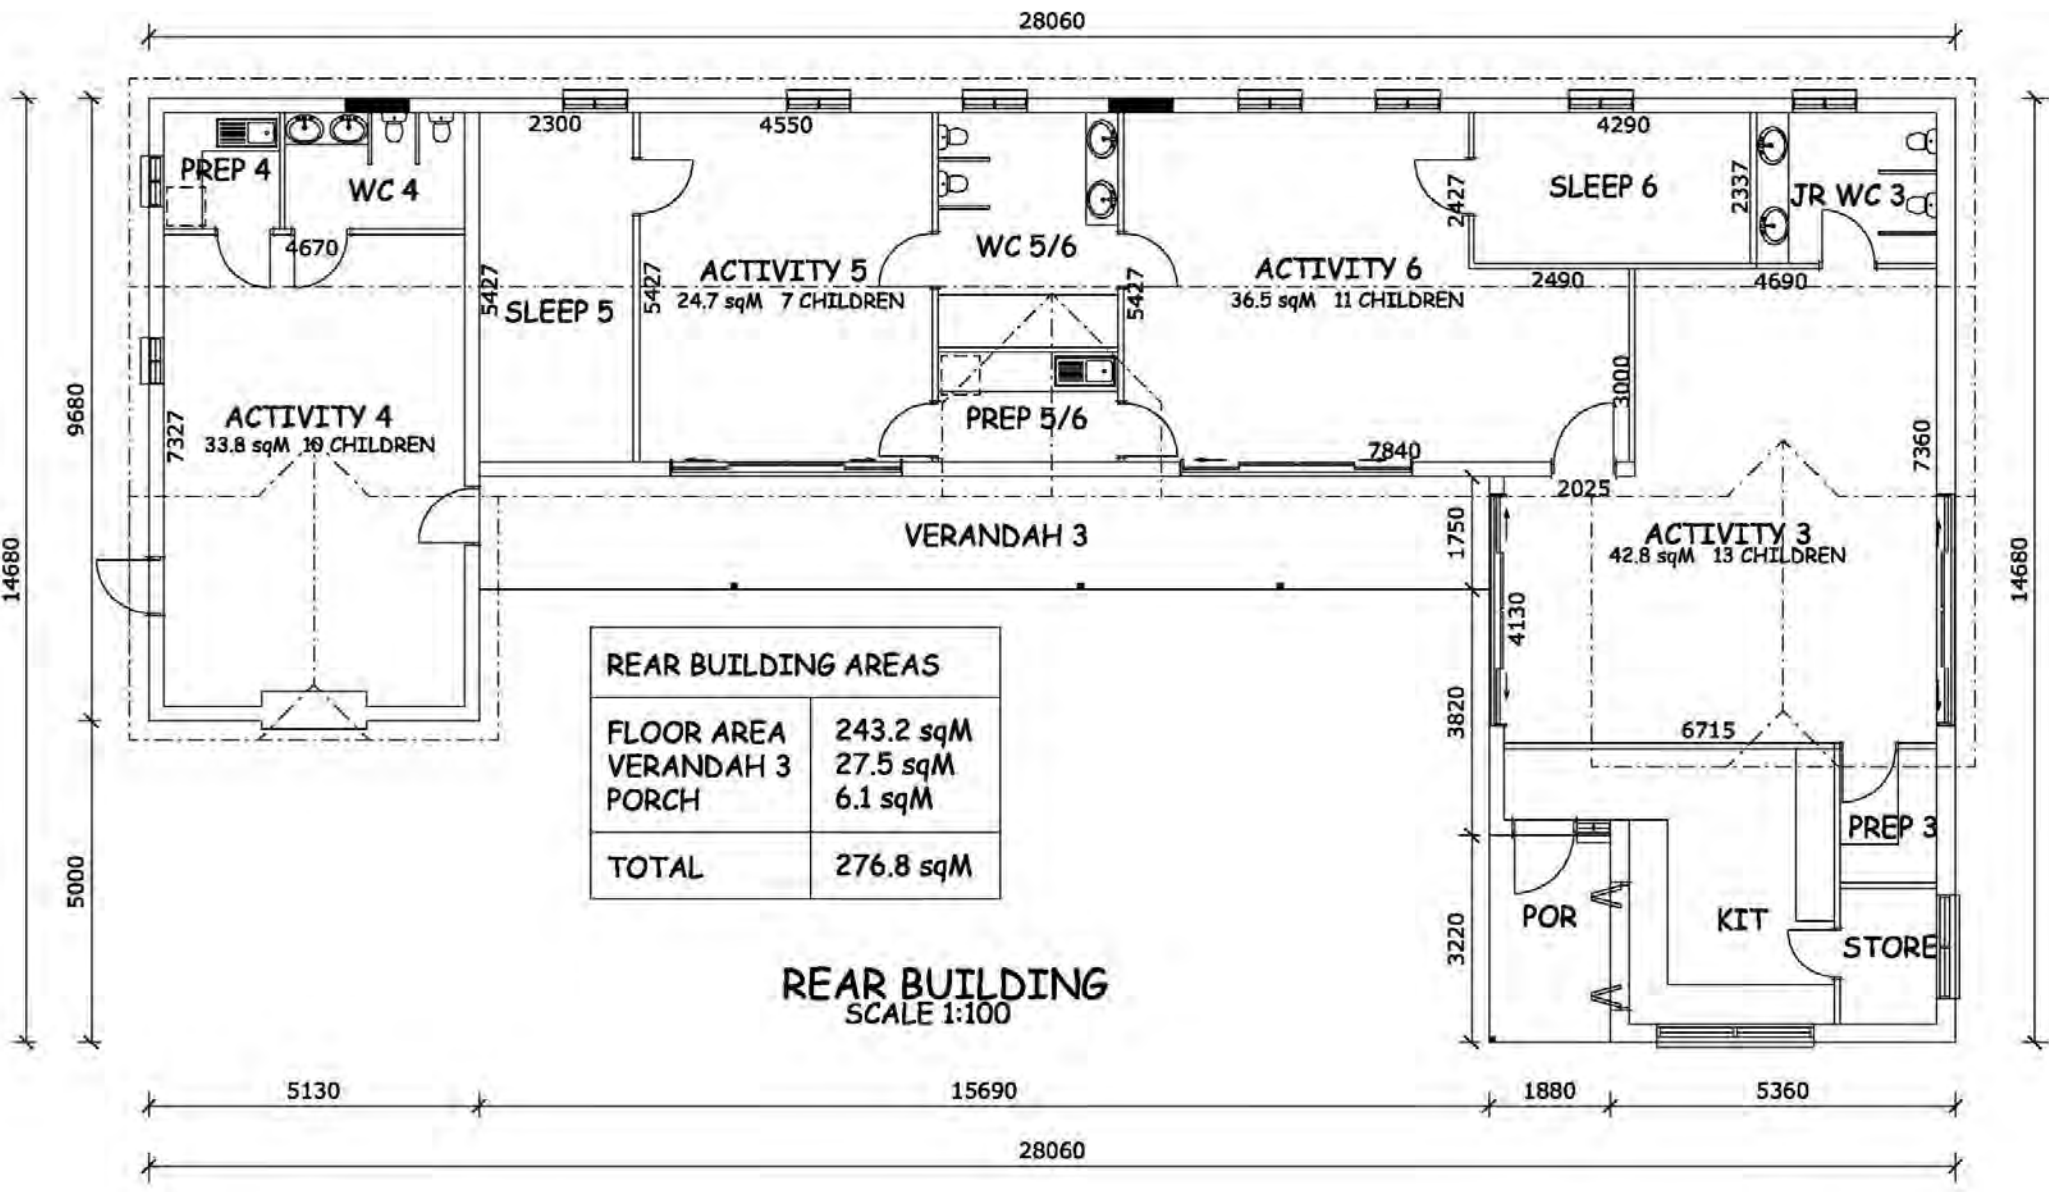 28060
2300
4550
4290
PREP 4
WC 4
4670
5427
SLEEP 5
5427
ACTIVITY 5
24.7 sqM 7 CHILDREN
WC 5/6
5427
PREP 5/6
ACTIVITY 6
36.5 sqM 11 CHILDREN
2427
SLEEP 6
2337
JR WC 3
2490
4690
3000
7360
14680
9680
5000
7327
ACTIVITY 4
33.8 sqM 10 CHILDREN
7840
2025
VERANDAH 3
1750
ACTIVITY 3
42.8 sqM 13 CHILDREN
4130
3820
6715
14680
REAR BUILDING AREAS
FLOOR AREA 243.2 sqM
VERANDAH 3 27.5 sqM
PORCH 6.1 sqM
TOTAL 276.8 sqM
PREP 3
POR
KIT
STORE
3220
REAR BUILDING
SCALE 1:100
5130
15690
1880
5360
28060